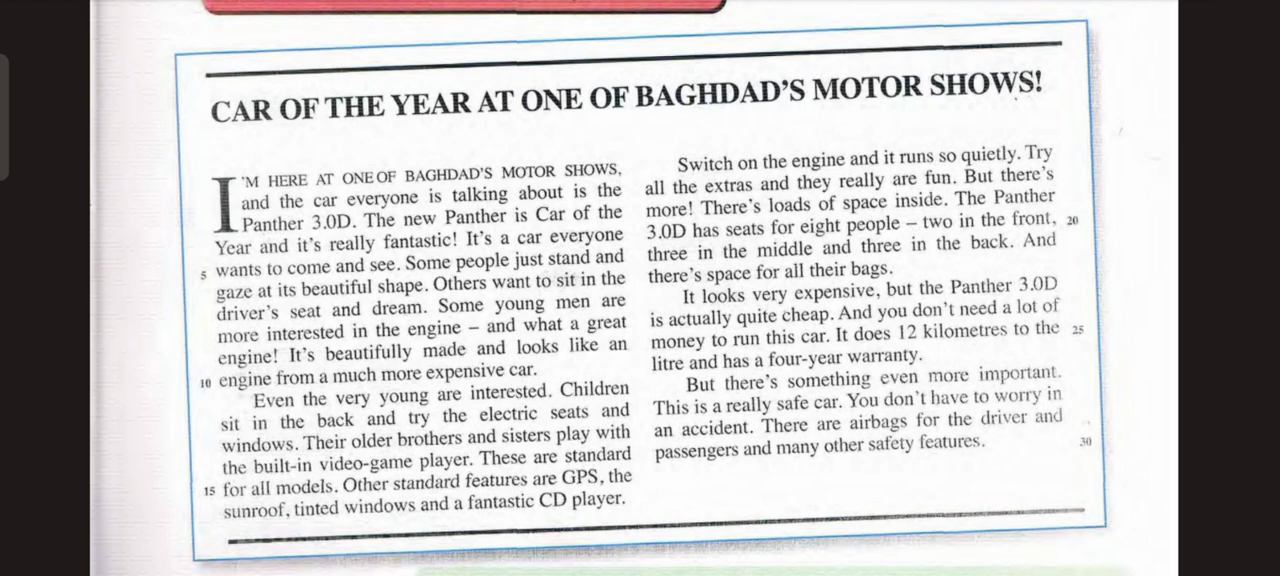 CAR OF THE YEAR AT ONE OF BAGHDAD'S MOTOR SHOWS!
I'M HERE AT ONE OF BAGHDAD'S MOTOR SHOWS,
and the car everyone is talking about is the
Panther 3.0D. The new Panther is Car of the
Year and it's really fantastic! It's a car everyone
5 wants to come and see. Some people just stand and
gaze at its beautiful shape. Others want to sit in the
driver's seat and dream. Some young men are
more interested in the engine – and what a great
engine! It's beautifully made and looks like an
10 engine from a much more expensive car.
Even the very young are interested. Children
sit in the back and try the electric seats and
windows. Their older brothers and sisters play with
the built-in video-game player. These are standard
15 for all models. Other standard features are GPS, the
sunroof, tinted windows and a fantastic CD player.
Switch on the engine and it runs so quietly. Try
all the extras and they really are fun. But there's
more! There's loads of space inside. The Panther
3.0D has seats for eight people – two in the front, 20
three in the middle and three in the back. And
there's space for all their bags.
It looks very expensive, but the Panther 3.0D
is actually quite cheap. And you don't need a lot of
money to run this car. It does 12 kilometres to the 25
litre and has a four-year warranty.
But there's something even more important.
This is a really safe car. You don't have to worry in
an accident. There are airbags for the driver and
passengers and many other safety features. 30